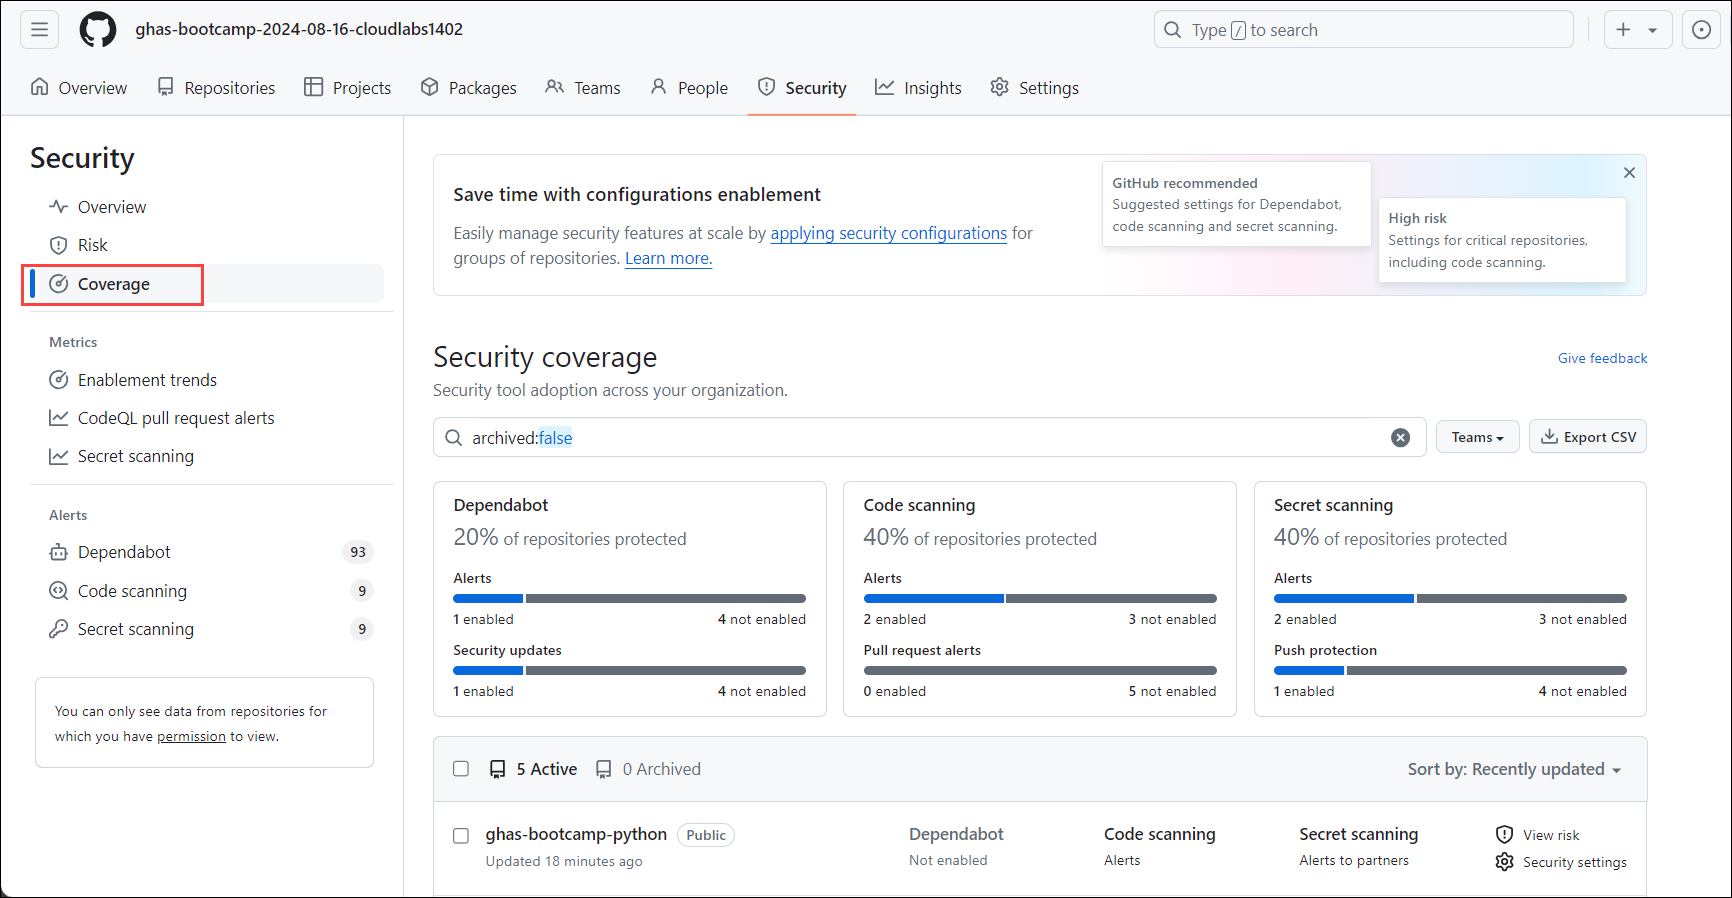 ghas-bootcamp-2024-08-16-cloudlabs1402
Type / to search
Overview
Repositories
Projects
Packages
Teams
People
Security
Insights
Settings
Security
Overview
Risk
Coverage
Metrics
Enablement trends
CodeQL pull request alerts
Secret scanning
Alerts
Dependabot 93
Code scanning 9
Secret scanning 9
You can only see data from repositories for
which you have permission to view.
Save time with configurations enablement
Easily manage security features at scale by applying security configurations for
groups of repositories. Learn more.
GitHub recommended
Suggested settings for Dependabot,
code scanning and secret scanning.
High risk
Settings for critical repositories,
including code scanning.
Security coverage
Give feedback
Security tool adoption across your organization.
archived:false
Teams
Export CSV
Dependabot
20% of repositories protected
Alerts
1 enabled 4 not enabled
Security updates
1 enabled 4 not enabled
Code scanning
40% of repositories protected
Alerts
2 enabled 3 not enabled
Pull request alerts
0 enabled 5 not enabled
Secret scanning
40% of repositories protected
Alerts
2 enabled 3 not enabled
Push protection
1 enabled 4 not enabled
5 Active 0 Archived
Sort by: Recently updated
ghas-bootcamp-python Public
Updated 18 minutes ago
Dependabot
Not enabled
Code scanning
Alerts
Secret scanning
Alerts to partners
View risk
Security settings